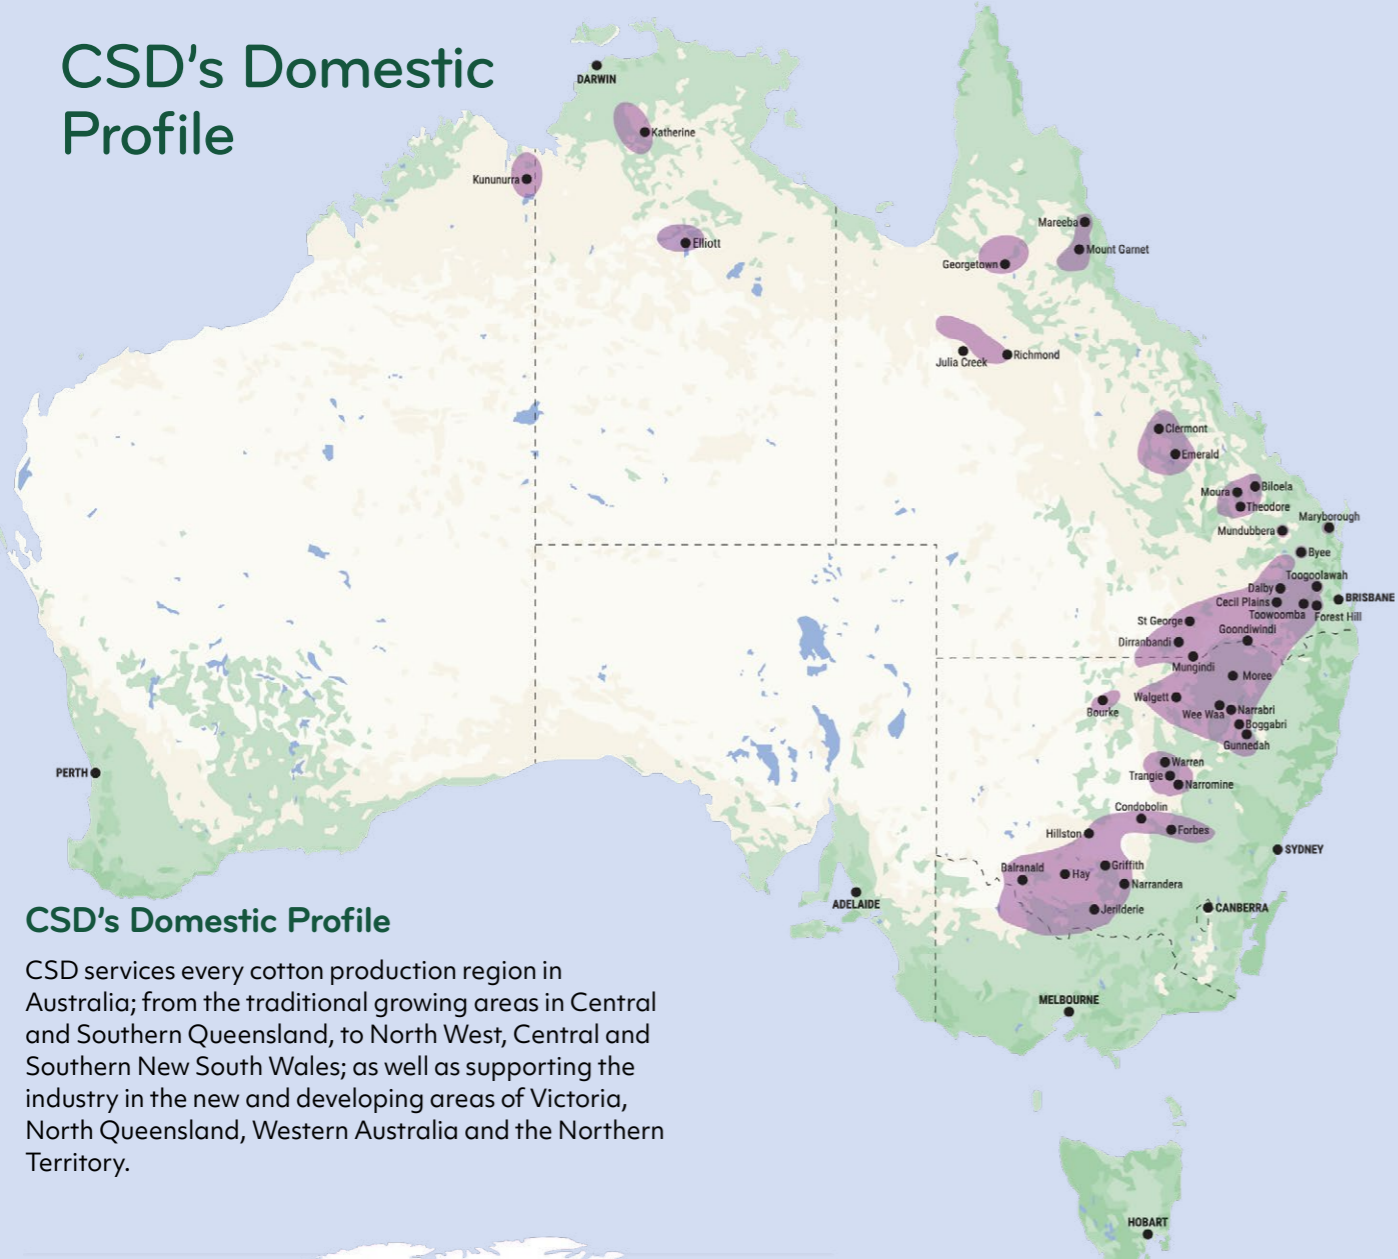 CSD's Domestic
Profile
DARWIN
Katherine
Kununurra
Elliott
Mareeba
Mount Garnet
Georgetown
Julia Creek
Richmond
Clermont
Emerald
Biloela
Moura
Theodore
Maryborough
Mundubbera
Byee
Toogoolawah
Dalby
BRISBANE
Cecil Plains
Toowoomba
Forest Hill
St George
Goondiwindi
Dirranbandi
Mungindi
Moree
Walgett
Bourke
Wee Waa
Narrabri
Boggabri
Gunnedah
Warren
PERTH
Trangie
Narromine
Condobolin
Hillston
Forbes
SYDNEY
Balranald
Hay
Griffith
Narrandera
ADELAIDE
Jerilderie
CANBERRA
MELBOURNE
HOBART
CSD's Domestic Profile
CSD services every cotton production region in
Australia; from the traditional growing areas in Central
and Southern Queensland, to North West, Central and
Southern New South Wales; as well as supporting the
industry in the new and developing areas of Victoria,
North Queensland, Western Australia and the Northern
Territory.